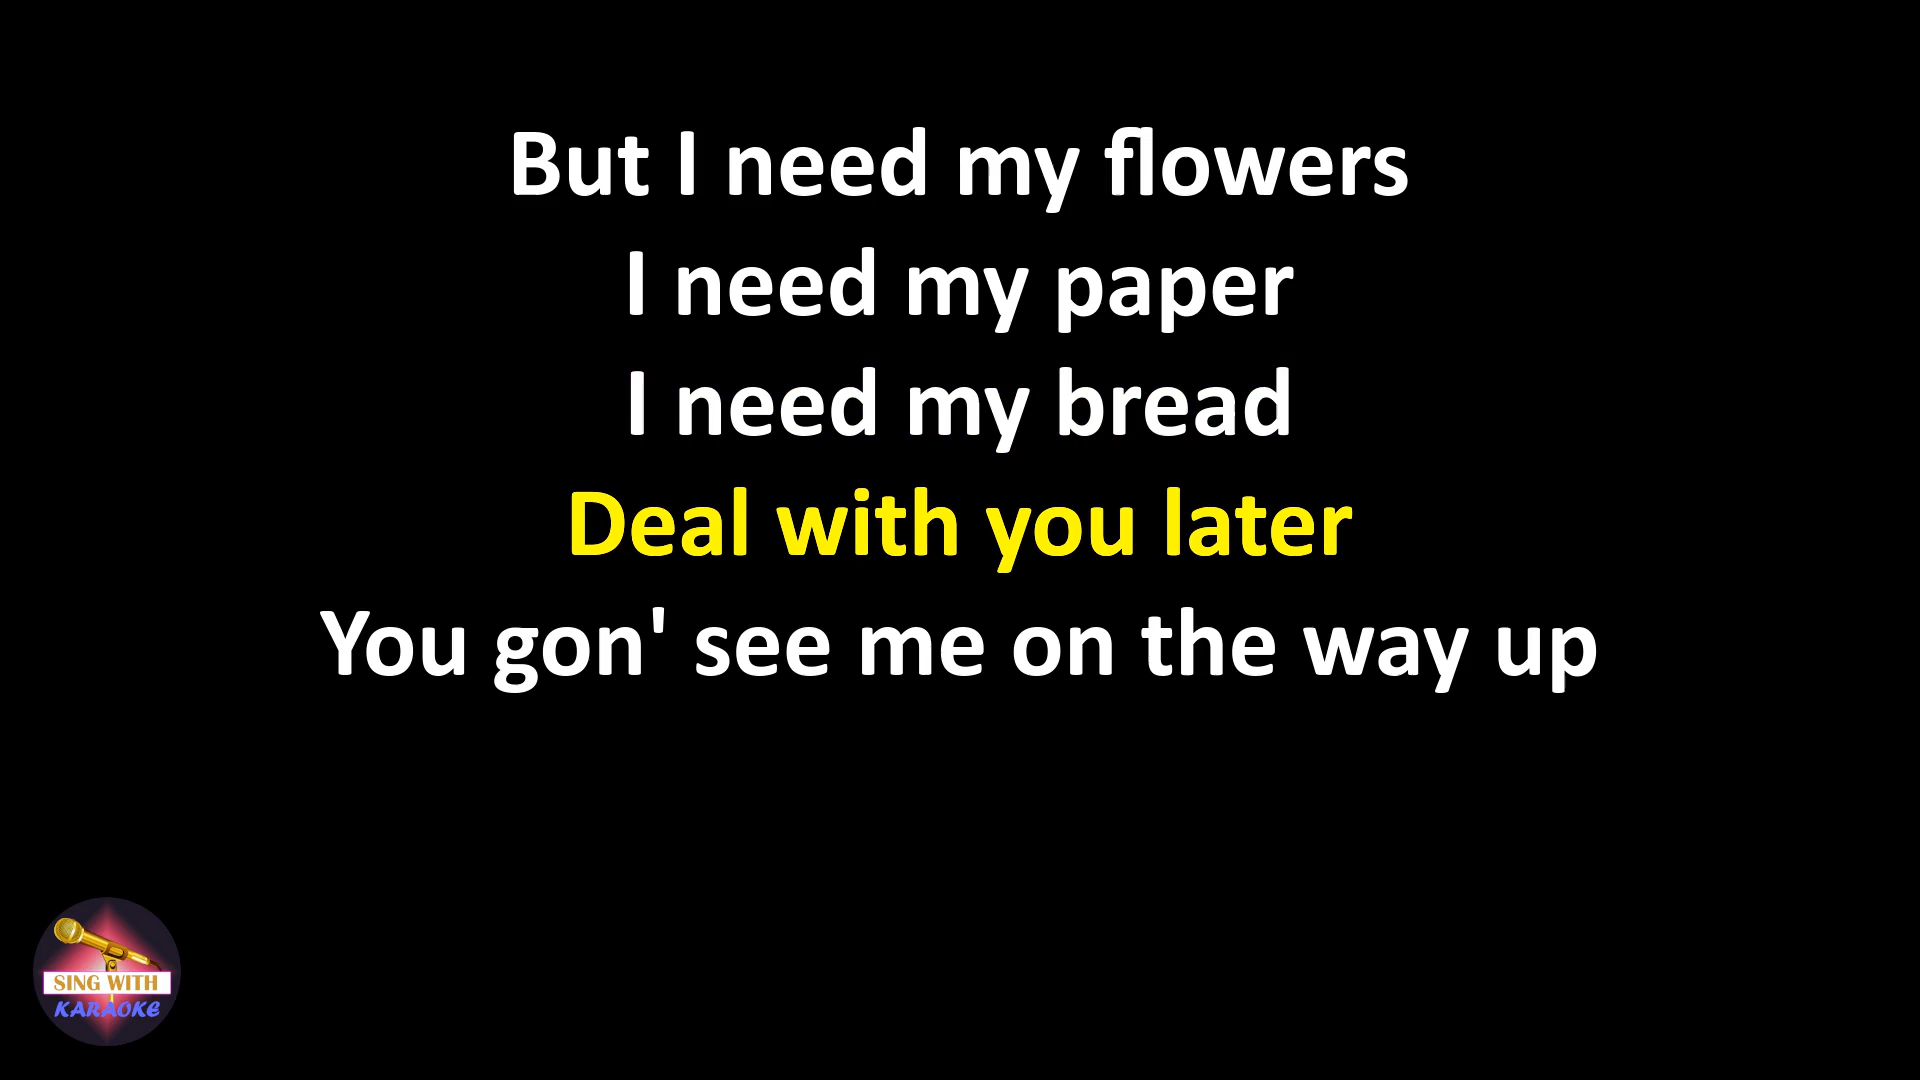 But I need my flowers
I need my paper
I need my bread
Deal with you later
You gon' see me on the way up
SING WITH
KARAOKE